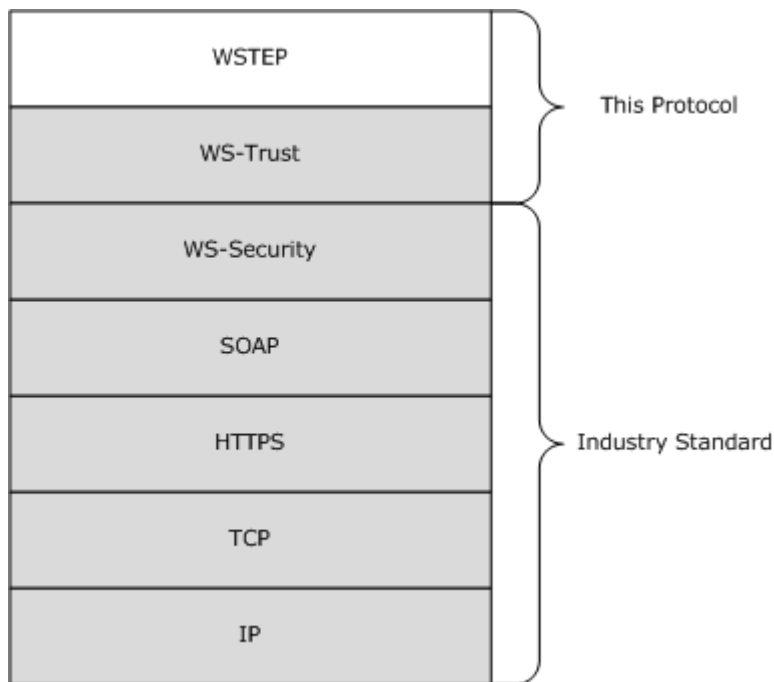 WSTEP
This Protocol
WS-Trust
WS-Security
SOAP
HTTPS
Industry Standard
TCP
IP